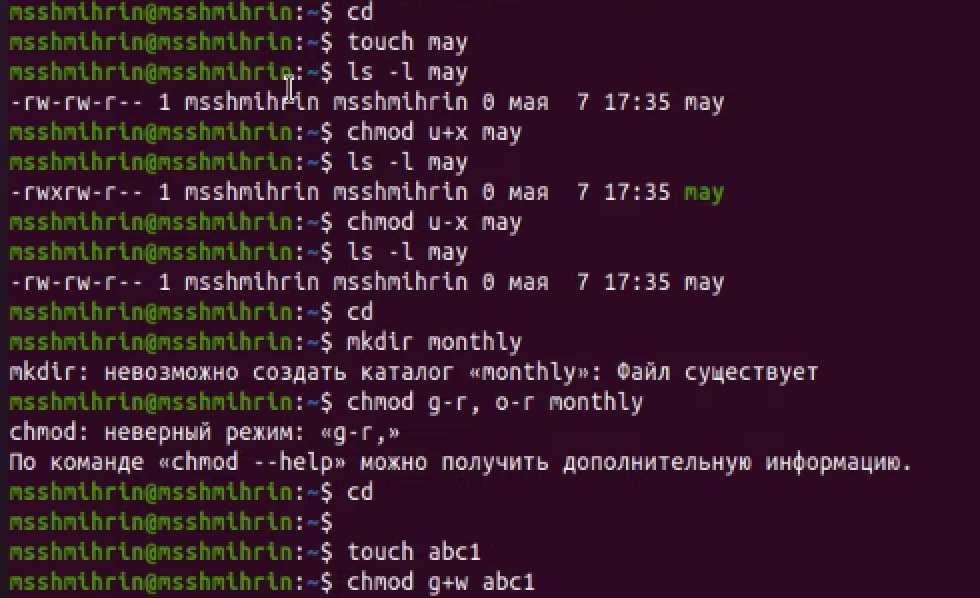 msshmihrin@msshmihrin:~$ cd
msshmihrin@msshmihrin:~$ touch may
msshmihrin@msshmihrin:~$ ls -l may
-rw-rw-r-- 1 msshmihrin msshmihrin 0 мая  7 17:35 may
msshmihrin@msshmihrin:~$ chmod u+x may
msshmihrin@msshmihrin:~$ ls -l may
-rwxrw-r-- 1 msshmihrin msshmihrin 0 мая  7 17:35 may
msshmihrin@msshmihrin:~$ chmod u-x may
msshmihrin@msshmihrin:~$ ls -l may
-rw-rw-r-- 1 msshmihrin msshmihrin 0 мая  7 17:35 may
msshmihrin@msshmihrin:~$ cd
msshmihrin@msshmihrin:~$ mkdir monthly
mkdir: невозможно создать каталог «monthly»: Файл существует
msshmihrin@msshmihrin:~$ chmod g-r, o-r monthly
chmod: неверный режим: «g-r,»
По команде «chmod --help» можно получить дополнительную информацию.
msshmihrin@msshmihrin:~$ cd
msshmihrin@msshmihrin:~$
msshmihrin@msshmihrin:~$ touch abc1
msshmihrin@msshmihrin:~$ chmod g+w abc1